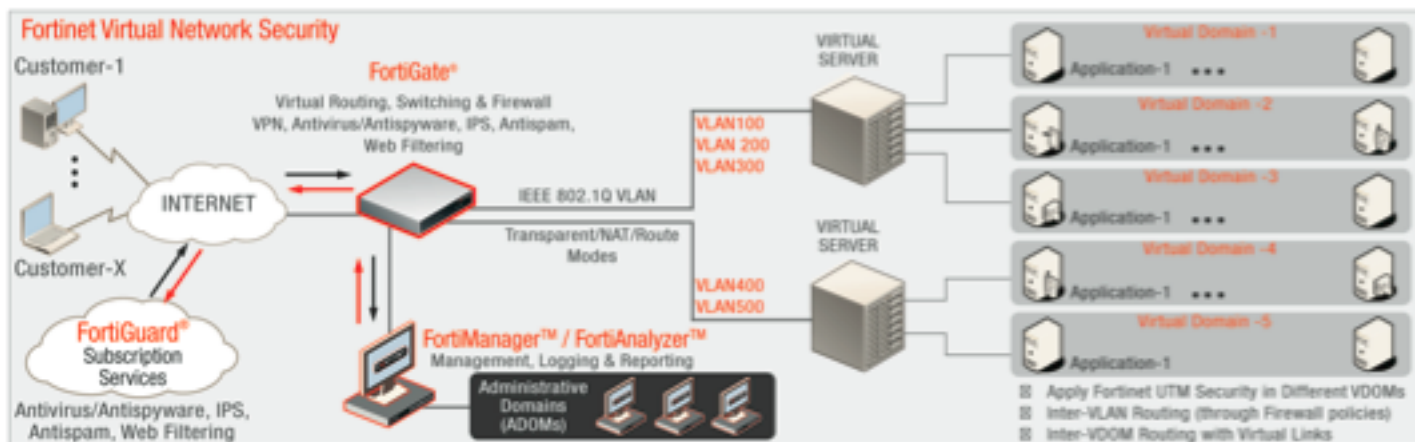 Fortinet Virtual Network Security
Customer-1
Customer-X
INTERNET
FortiGuard®
Subscription
Services
Antivirus/Antispyware, IPS,
Antispam, Web Filtering
FortiGate®
Virtual Routing, Switching & Firewall
VPN, Antivirus/Antispyware, IPS, Antispam,
Web Filtering
IEEE 802.1Q VLAN
Transparent/NAT/Route
Modes
FortiManager™ / FortiAnalyzer™
Management, Logging & Reporting
Administrative
Domains
(ADOMs)
VLAN100
VLAN 200
VLAN300
VLAN400
VLAN500
VIRTUAL
SERVER
VIRTUAL
SERVER
Virtual Domain -1
Application-1 •••
Virtual Domain -2
Application-1 •••
Virtual Domain -3
Application-1 •••
Virtual Domain -4
Application-1 •••
Virtual Domain -5
Application-1
Apply Fortinet UTM Security in Different VDOMs
Inter-VLAN Routing (through Firewall policies)
Inter-VDOM Routing with Virtual Links